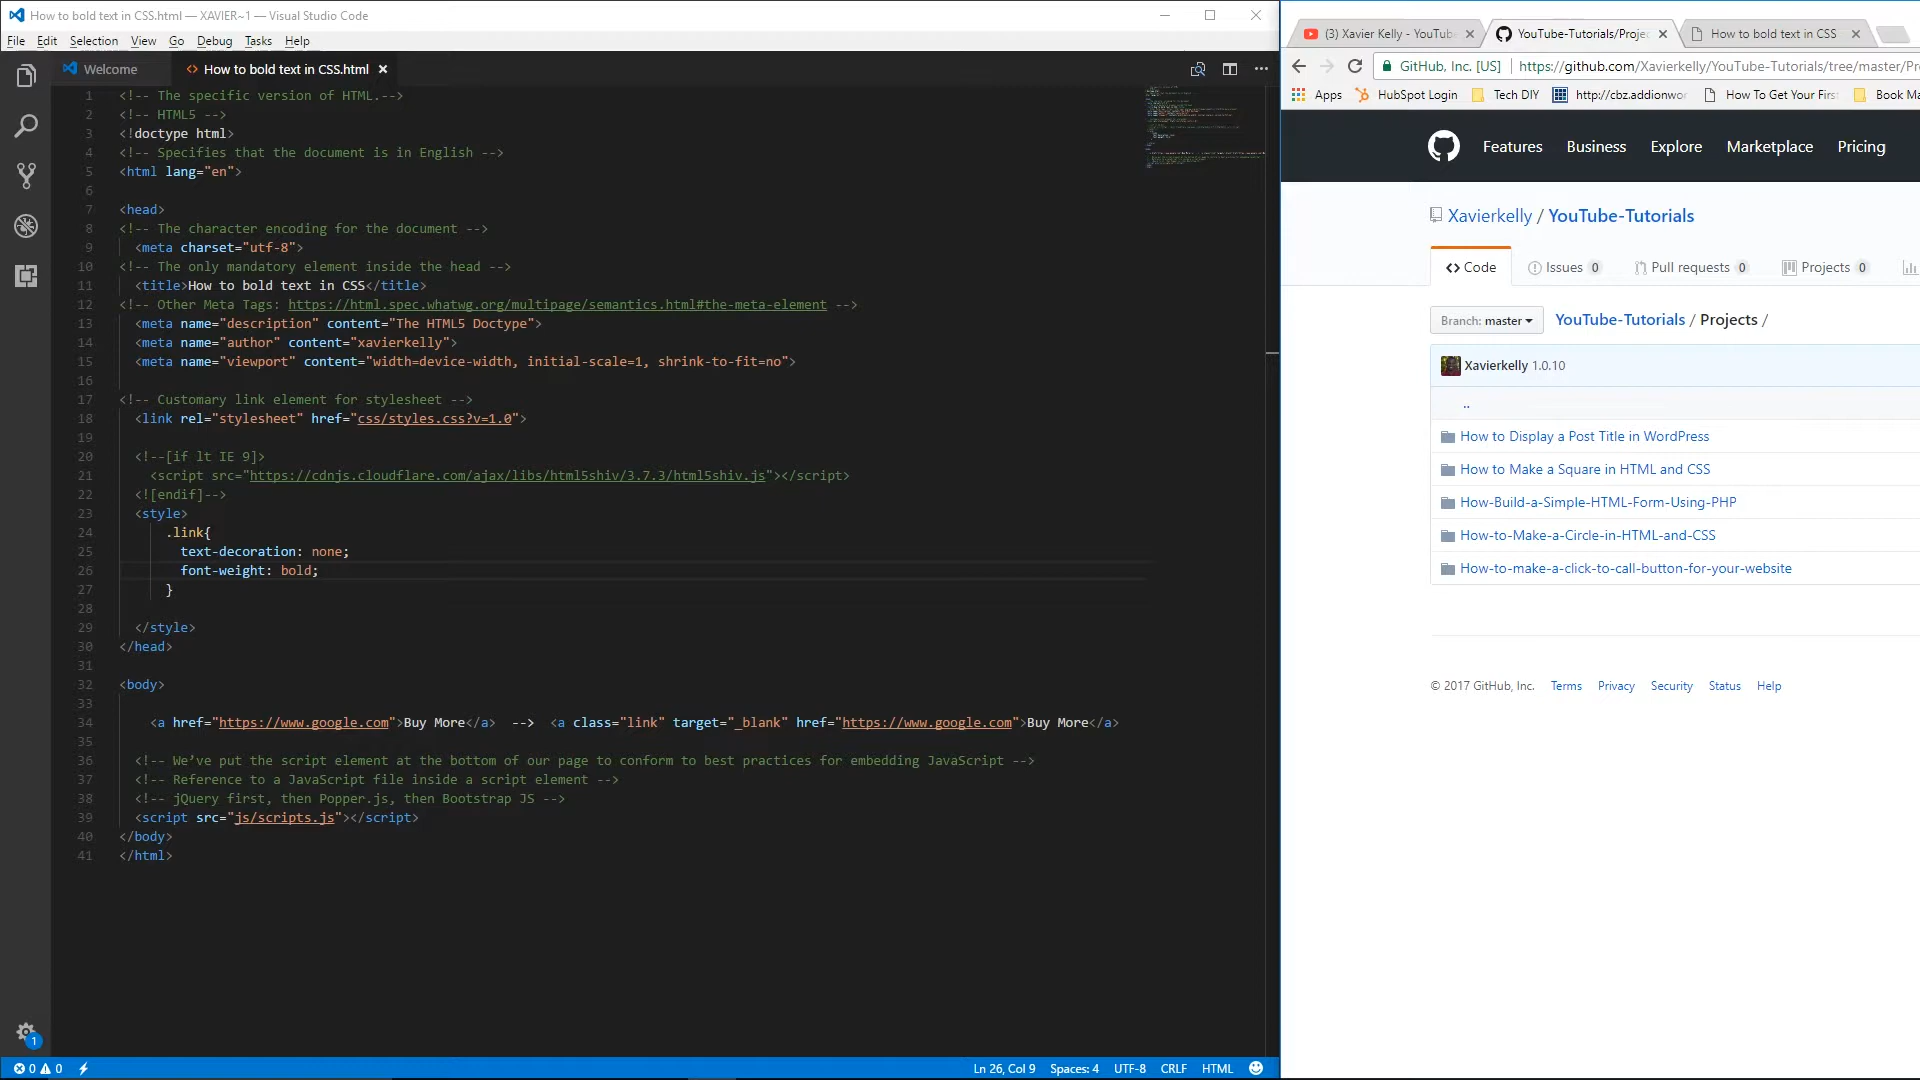 How to bold text in CSS.html — XAVIER~1 — Visual Studio Code
File Edit Selection View Go Debug Tasks Help
Welcome How to bold text in CSS.html
1 <!-- The specific version of HTML.-->
2 <!-- HTML5 -->
3 <!doctype html>
4 <!-- Specifies that the document is in English -->
5 <html lang="en">
6
7 <head>
8 <!-- The character encoding for the document -->
9 <meta charset="utf-8">
10 <!-- The only mandatory element inside the head -->
11 <title>How to bold text in CSS</title>
12 <!-- Other Meta Tags: https://html.spec.whatwg.org/multipage/semantics.html#the-meta-element -->
13 <meta name="description" content="The HTML5 Doctype">
14 <meta name="author" content="xavierkelly">
15 <meta name="viewport" content="width=device-width, initial-scale=1, shrink-to-fit=no">
16
17 <!-- Customary link element for stylesheet -->
18 <link rel="stylesheet" href="css/styles.css?v=1.0">
19
20 <!--[if lt IE 9]>
21 <script src="https://cdnjs.cloudflare.com/ajax/libs/html5shiv/3.7.3/html5shiv.js"></script>
22 <![endif]-->
23 <style>
24 .link{
25 text-decoration: none;
26 font-weight: bold;
27 }
28
29 </style>
30 </head>
31
32 <body>
33
34 <a href="https://www.google.com">Buy More</a> --> <a class="link" target="_blank" href="https://www.google.com">Buy More</a>
35
36 <!-- We’ve put the script element at the bottom of our page to conform to best practices for embedding JavaScript -->
37 <!-- Reference to a JavaScript file inside a script element -->
38 <!-- jQuery first, then Popper.js, then Bootstrap JS -->
39 <script src="js/scripts.js"></script>
40 </body>
41 </html>
1
0 0 Ln 26, Col 9 Spaces: 4 UTF-8 CRLF HTML
(3) Xavier Kelly - YouTube YouTube-Tutorials/Projec How to bold text in CSS
GitHub, Inc. [US] https://github.com/Xavierkelly/YouTube-Tutorials/tree/master/Pr
Apps HubSpot Login Tech DIY http://cbz.addionwor How To Get Your Firs Book Ma
Features Business Explore Marketplace Pricing
Xavierkelly / YouTube-Tutorials
Code Issues 0 Pull requests 0 Projects 0
Branch: master YouTube-Tutorials / Projects /
Xavierkelly 1.0.10
..
How to Display a Post Title in WordPress
How to Make a Square in HTML and CSS
How-Build-a-Simple-HTML-Form-Using-PHP
How-to-Make-a-Circle-in-HTML-and-CSS
How-to-make-a-click-to-call-button-for-your-website
© 2017 GitHub, Inc. Terms Privacy Security Status Help